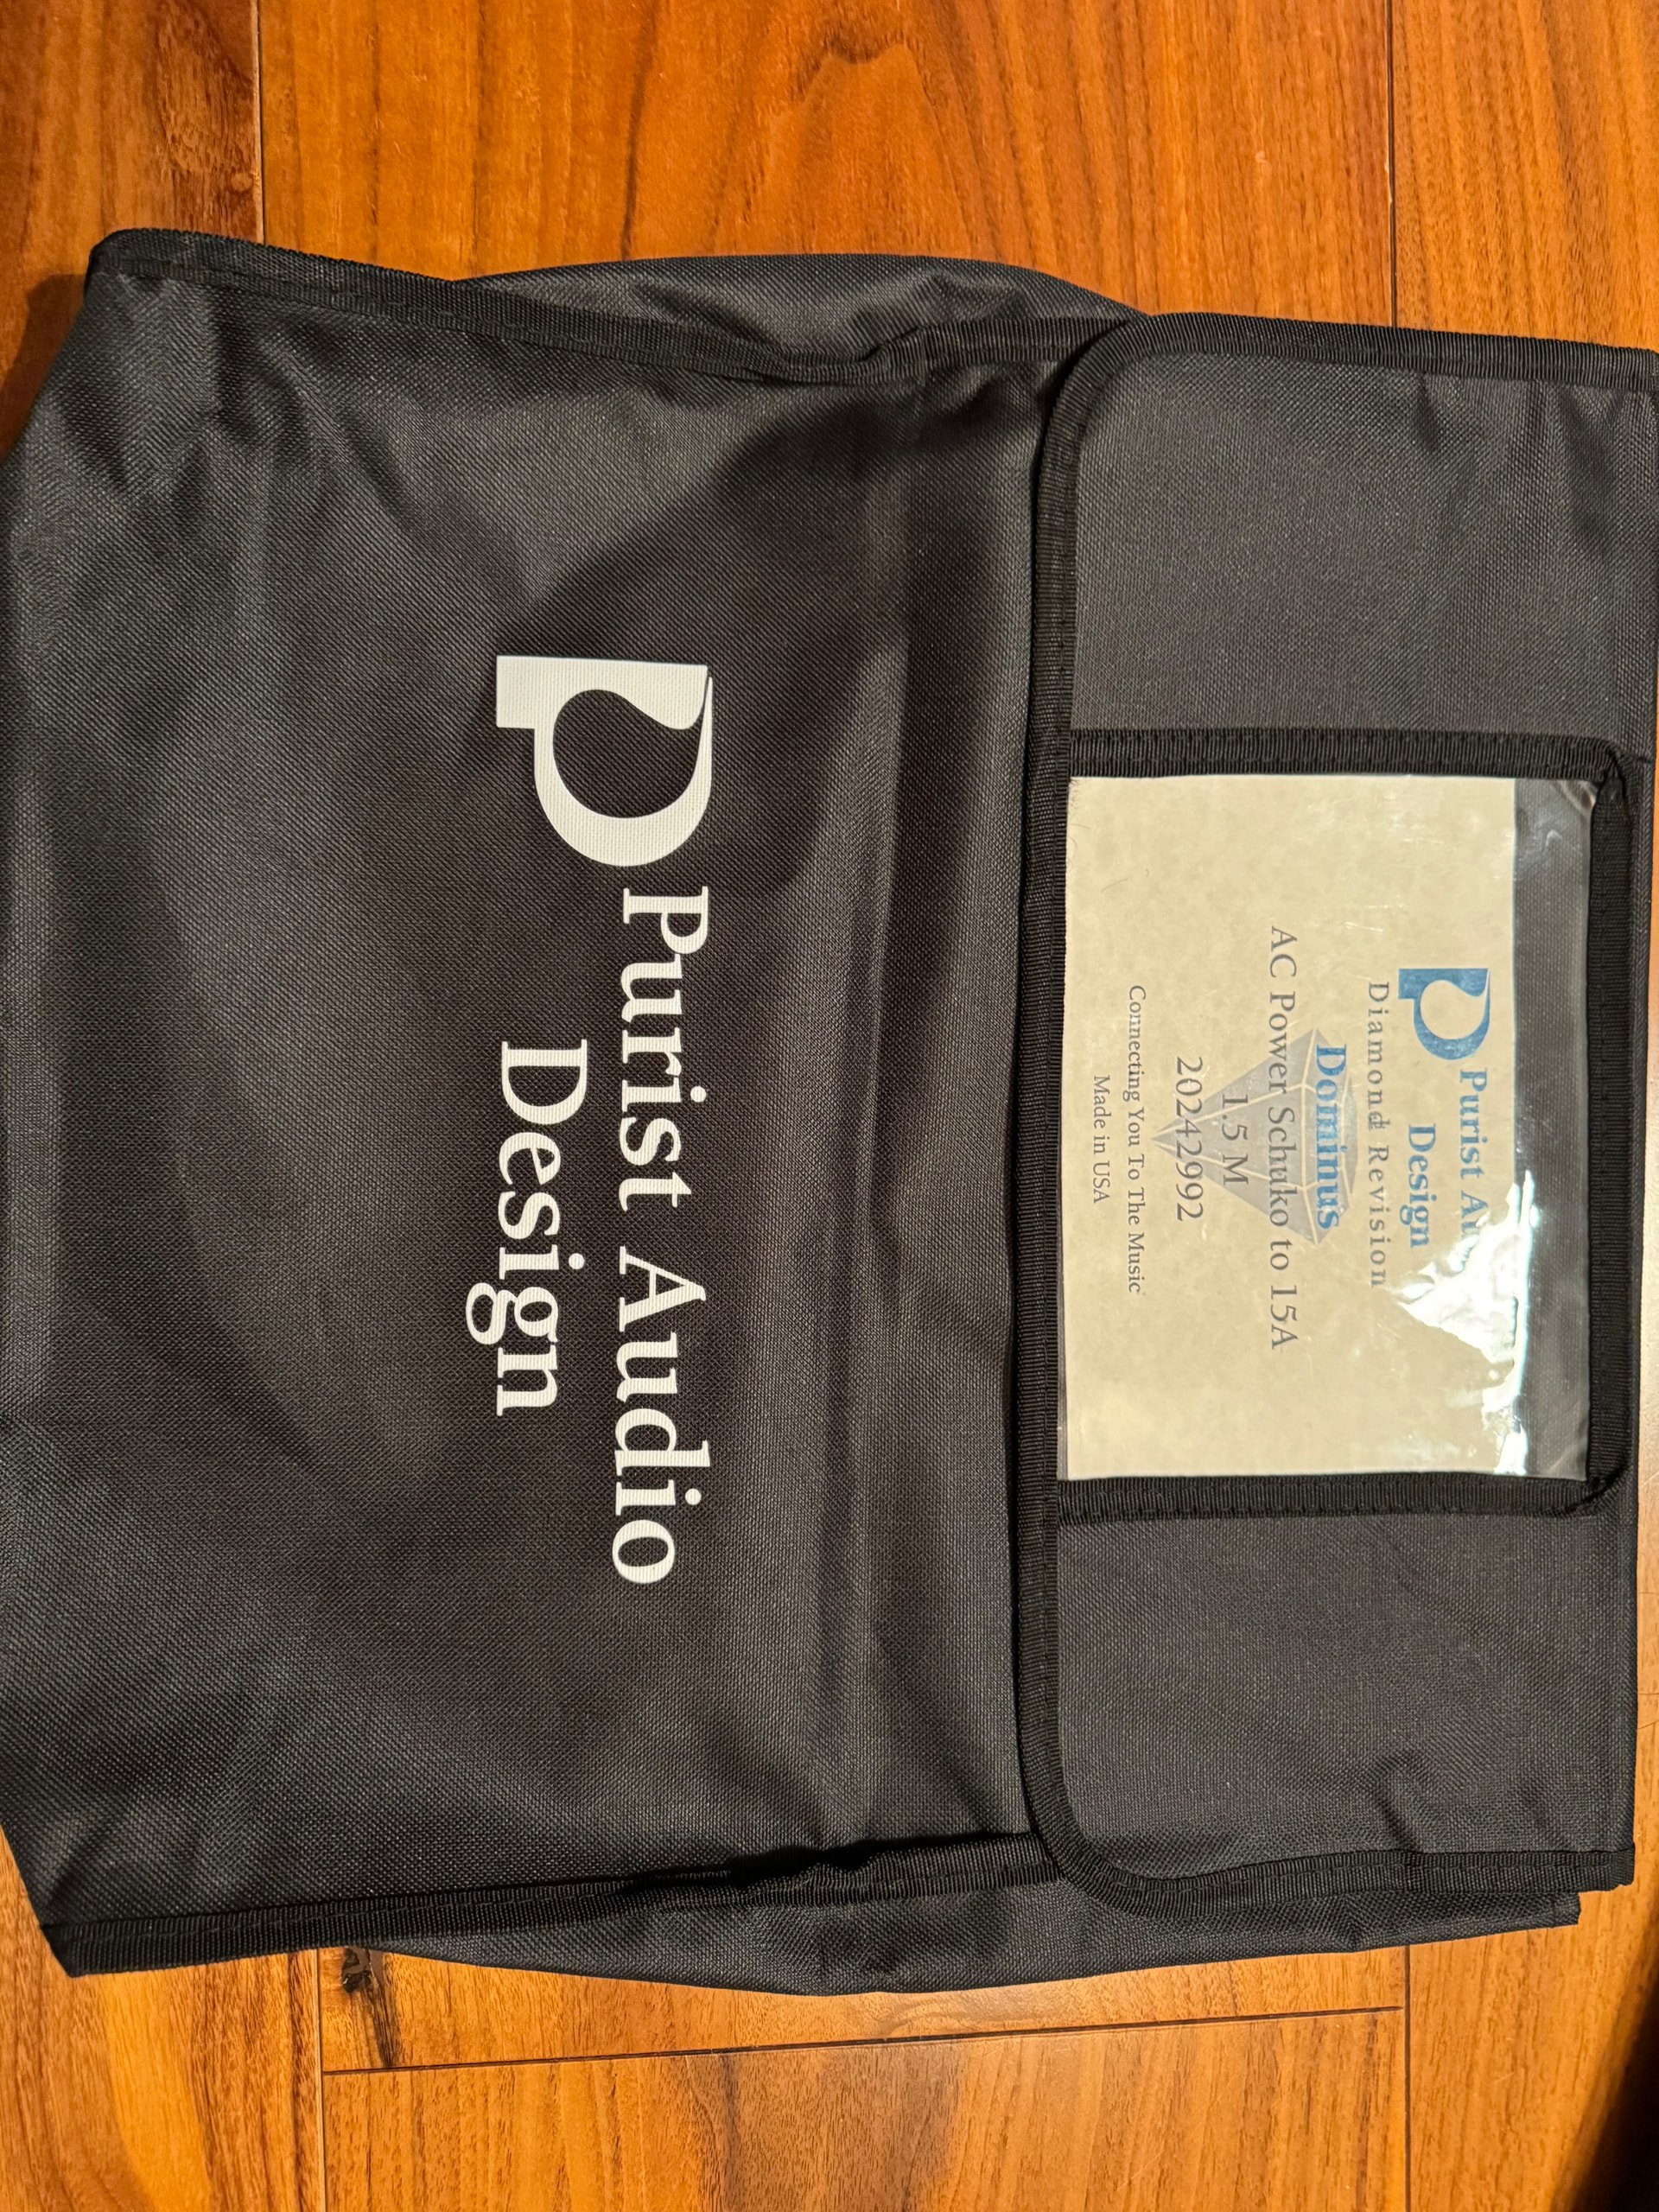 Purist Au
Design
Diamond Revision
Dominus
AC Power Schuko to 15A
1.5 M
20242992
Connecting You To The Music
Made in USA
Purist Audio
Design